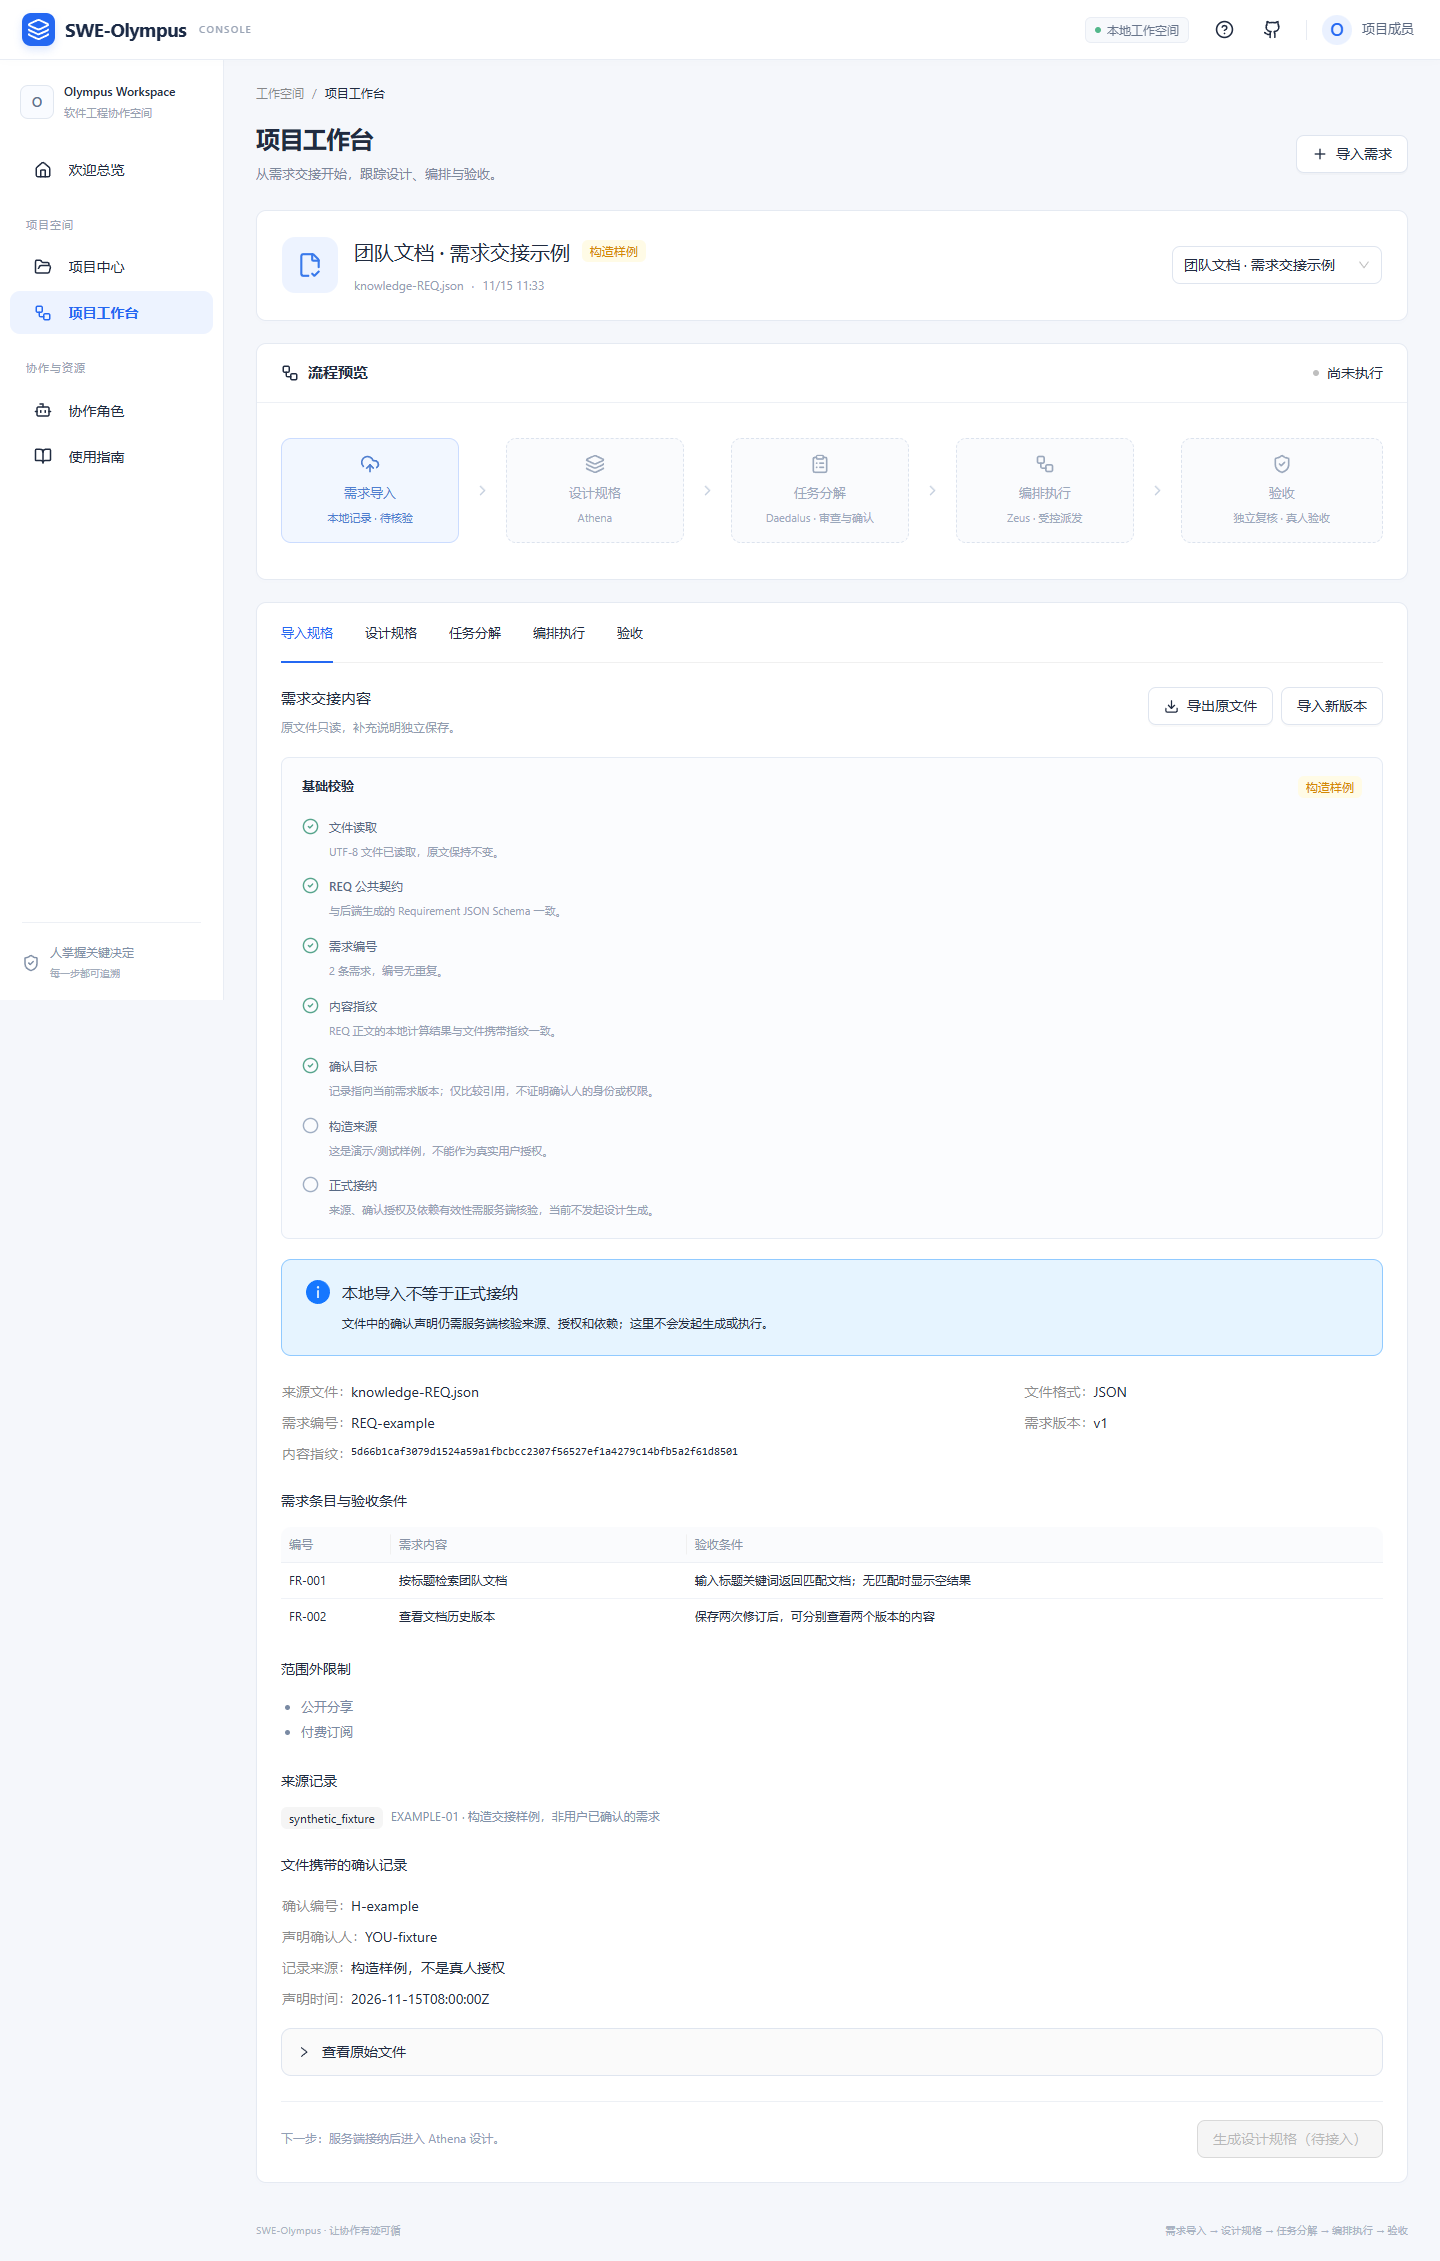 SWE-Olympus CONSOLE
本地工作空间
O 项目成员
O
Olympus Workspace
软件工程协作空间
欢迎总览
项目空间
项目中心
项目工作台
协作与资源
协作角色
使用指南
人掌握关键决定
每一步都可追溯
工作空间 / 项目工作台
项目工作台
从需求交接开始，跟踪设计、编排与验收。
导入需求
团队文档 · 需求交接示例 构造样例
knowledge-REQ.json · 11/15 11:33
团队文档 · 需求交接示例
流程预览
尚未执行
需求导入
本地记录 · 待核验
设计规格
Athena
任务分解
Daedalus · 审查与确认
编排执行
Zeus · 受控派发
验收
独立复核 · 真人验收
导入规格 设计规格 任务分解 编排执行 验收
需求交接内容
原文件只读，补充说明独立保存。
导出原文件
导入新版本
基础校验
构造样例
文件读取
UTF-8 文件已读取，原文保持不变。
REQ 公共契约
与后端生成的 Requirement JSON Schema 一致。
需求编号
2 条需求，编号无重复。
内容指纹
REQ 正文的本地计算结果与文件携带指纹一致。
确认目标
记录指向当前需求版本；仅比较引用，不证明确认人的身份或权限。
构造来源
这是演示/测试样例，不能作为真实用户授权。
正式接纳
来源、确认授权及依赖有效性需服务端核验，当前不发起设计生成。
本地导入不等于正式接纳
文件中的确认声明仍需服务端核验来源、授权和依赖；这里不会发起生成或执行。
来源文件：knowledge-REQ.json 文件格式：JSON
需求编号：REQ-example 需求版本：v1
内容指纹：5d66b1caf3079d1524a59a1fbcbcc2307f56527ef1a4279c14bfb5a2f61d8501
需求条目与验收条件
编号 需求内容 验收条件
FR-001 按标题检索团队文档 输入标题关键词返回匹配文档；无匹配时显示空结果
FR-002 查看文档历史版本 保存两次修订后，可分别查看两个版本的内容
范围外限制
公开分享
付费订阅
来源记录
synthetic_fixture EXAMPLE-01 · 构造交接样例，非用户已确认的需求
文件携带的确认记录
确认编号：H-example
声明确认人：YOU-fixture
记录来源：构造样例，不是真人授权
声明时间：2026-11-15T08:00:00Z
查看原始文件
下一步：服务端接纳后进入 Athena 设计。
生成设计规格（待接入）
SWE-Olympus · 让协作有迹可循
需求导入 → 设计规格 → 任务分解 → 编排执行 → 验收